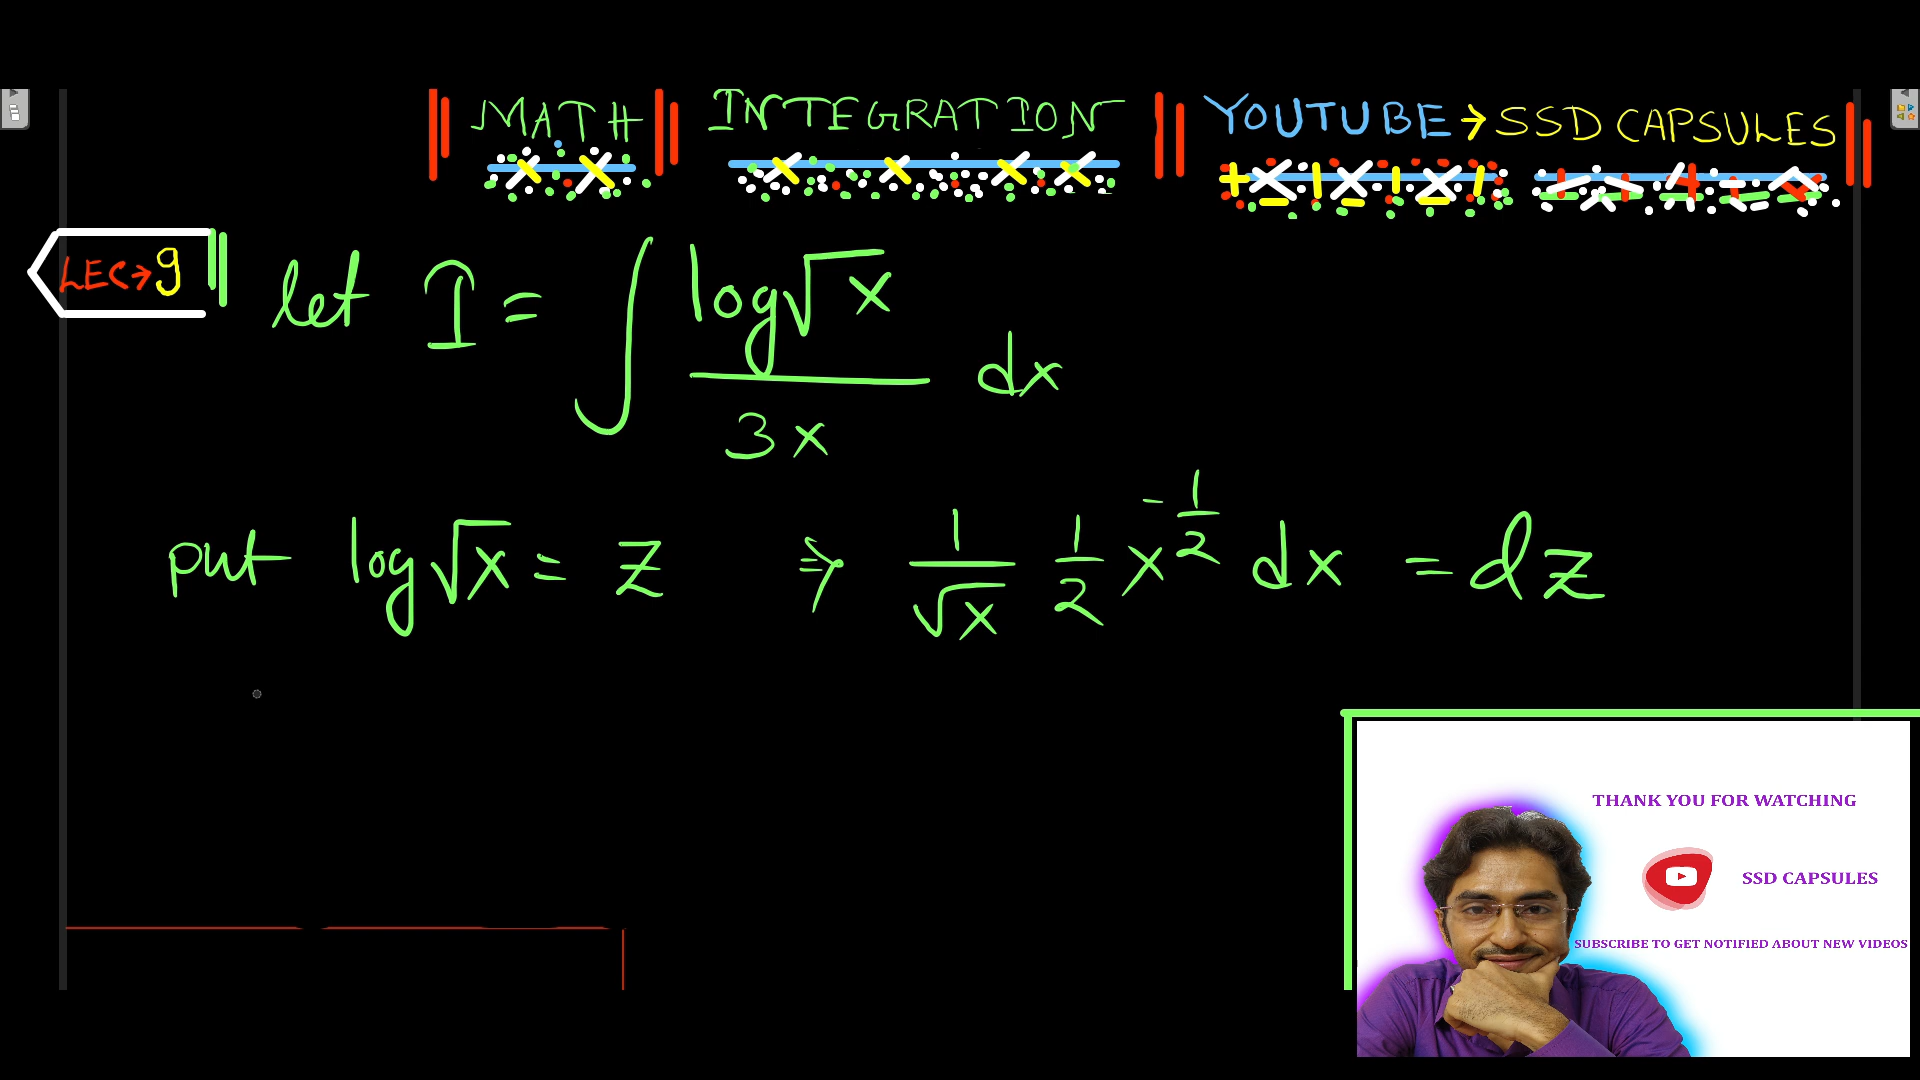 MATH INTEGRATION YOUTUBE → SSD CAPSULES
LEC→9
let I = ∫ log√x / 3x dx
put log√x = z ⇒ 1/√x 1/2 x^(-1/2) dx = dz
THANK YOU FOR WATCHING
SSD CAPSULES
SUBSCRIBE TO GET NOTIFIED ABOUT NEW VIDEOS